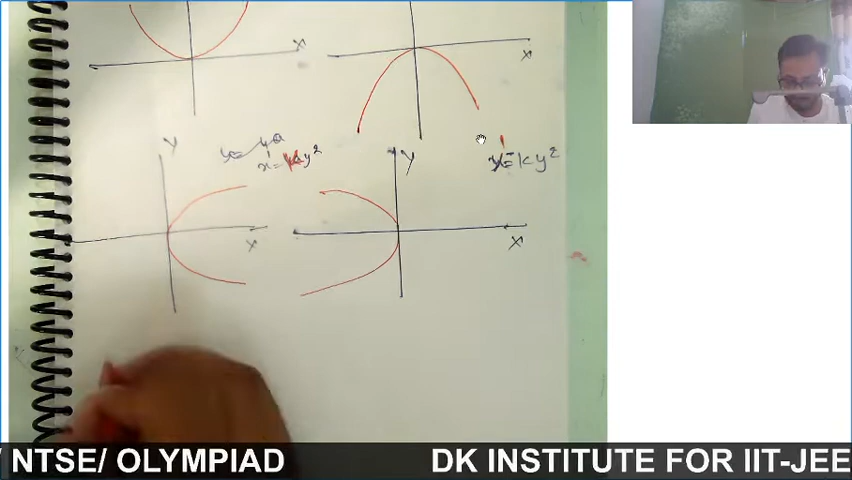 X
X
Y
x = ky²
Y
x = -ky²
X
X
/ NTSE/ OLYMPIAD DK INSTITUTE FOR IIT-JEE